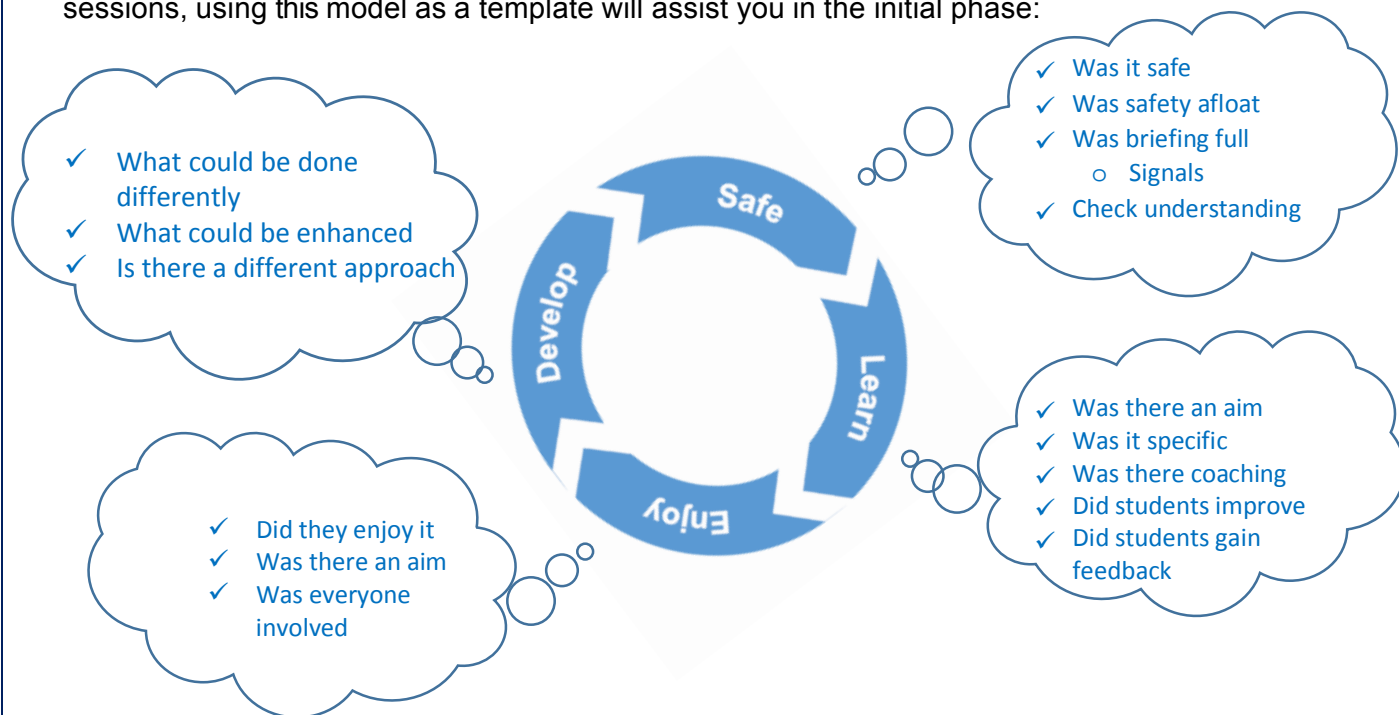 sessions, using this model as a template will assist you in the initial phase:
✓ What could be done
differently
✓ What could be enhanced
✓ Is there a different approach
✓ Was it safe
✓ Was safety afloat
✓ Was briefing full
o Signals
✓ Check understanding
Safe
Learn
Enjoy
Develop
✓ Was there an aim
✓ Was it specific
✓ Was there coaching
✓ Did students improve
✓ Did students gain
feedback
✓ Did they enjoy it
✓ Was there an aim
✓ Was everyone
involved